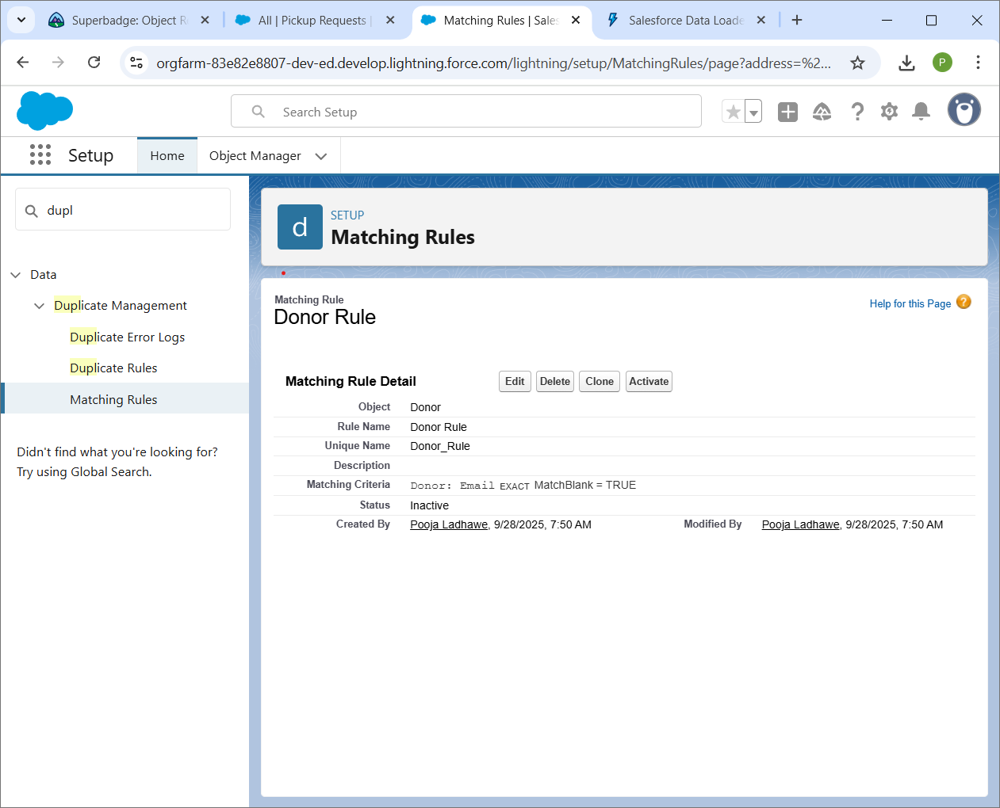 Superbadge: Object R
All | Pickup Requests |
Matching Rules | Sales
Salesforce Data Loade
orgfarm-83e82e8807-dev-ed.develop.lightning.force.com/lightning/setup/MatchingRules/page?address=%2...
P
Search Setup
Setup
Home
Object Manager
dupl
Data
Duplicate Management
Duplicate Error Logs
Duplicate Rules
Matching Rules
Didn't find what you're looking for?
Try using Global Search.
d
SETUP
Matching Rules
Matching Rule
Donor Rule
Help for this Page ?
Matching Rule Detail
Edit
Delete
Clone
Activate
Object Donor
Rule Name Donor Rule
Unique Name Donor_Rule
Description
Matching Criteria Donor: Email EXACT MatchBlank = TRUE
Status Inactive
Created By Pooja Ladhawe, 9/28/2025, 7:50 AM Modified By Pooja Ladhawe, 9/28/2025, 7:50 AM